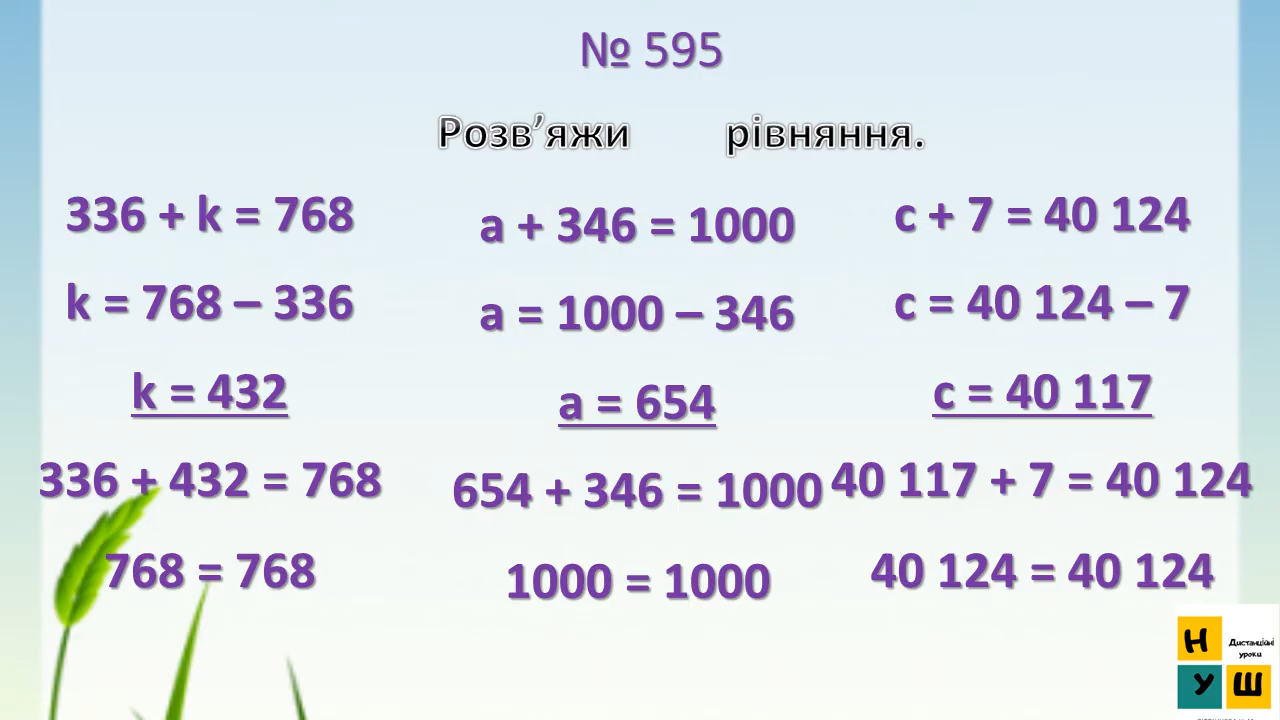 № 595
Розв’яжи рівняння.
336 + k = 768
k = 768 – 336
k = 432
336 + 432 = 768
768 = 768
a + 346 = 1000
a = 1000 – 346
a = 654
654 + 346 = 1000
1000 = 1000
c + 7 = 40 124
c = 40 124 – 7
c = 40 117
40 117 + 7 = 40 124
40 124 = 40 124
Н
У Ш
Дистанційні
уроки